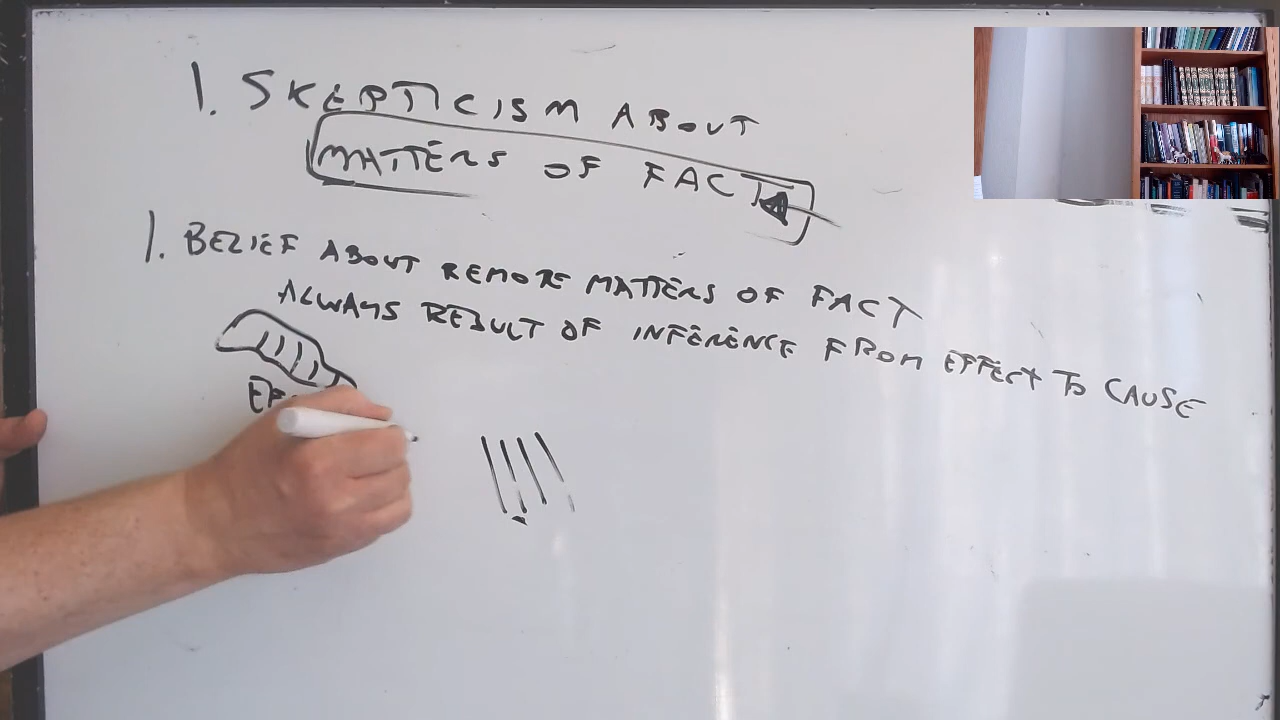 1. SKEPTICISM ABOUT
MATTERS OF FACT
1. BELIEF ABOUT REMORE MATTERS OF FACT
ALWAYS RESULT OF INFERENCE FROM EFFECT TO CAUSE